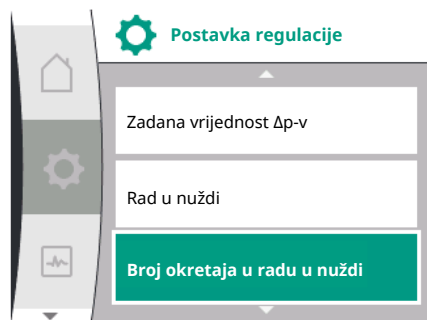 Postavka regulacije
Zadana vrijednost Δp-v
Rad u nuždi
Broj okretaja u radu u nuždi